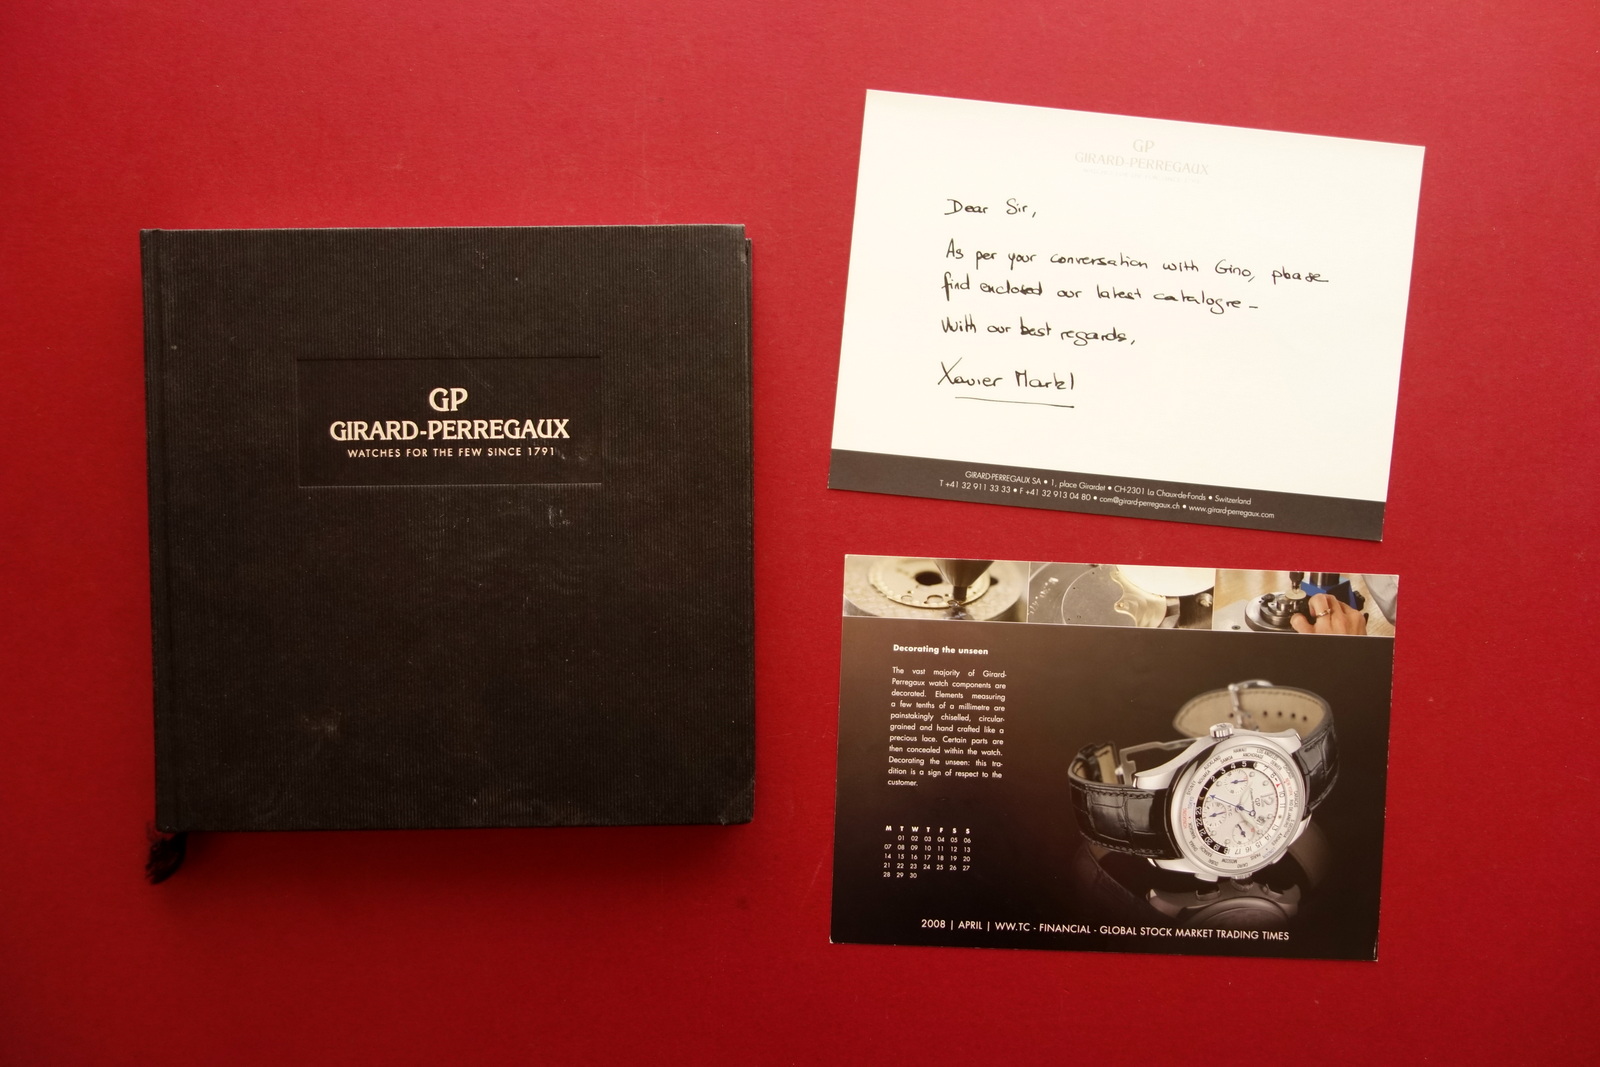 GP
GIRARD-PERREGAUX
WATCHES FOR THE FEW SINCE 1791
GP
GIRARD-PERREGAUX
Dear Sir,
As per your conversation with Gino, please
find enclosed our latest catalogre –
With our best regards,
Xavier Markl
GIRARD-PERREGAUX SA • 1, place Girardet • CH-2301 La Chaux-de-Fonds • Switzerland
T +41 32 911 33 33 • F +41 32 913 04 80 • com@girard-perregaux.ch • www.girard-perregaux.com
Decorating the unseen
The vast majority of Girard-
Perregaux watch components are
decorated. Elements measuring
a few tenths of a millimetre are
painstakingly chiselled, circular-
grained and hand crafted like a
precious lace. Certain parts are
then concealed within the watch.
Decorating the unseen: this tra-
dition is a sign of respect to the
customer.
M T W T F S S
01 02 03 04 05 06
07 08 09 10 11 12 13
14 15 16 17 18 19 20
21 22 23 24 25 26 27
28 29 30
2008 | APRIL | WW.TC - FINANCIAL - GLOBAL STOCK MARKET TRADING TIMES